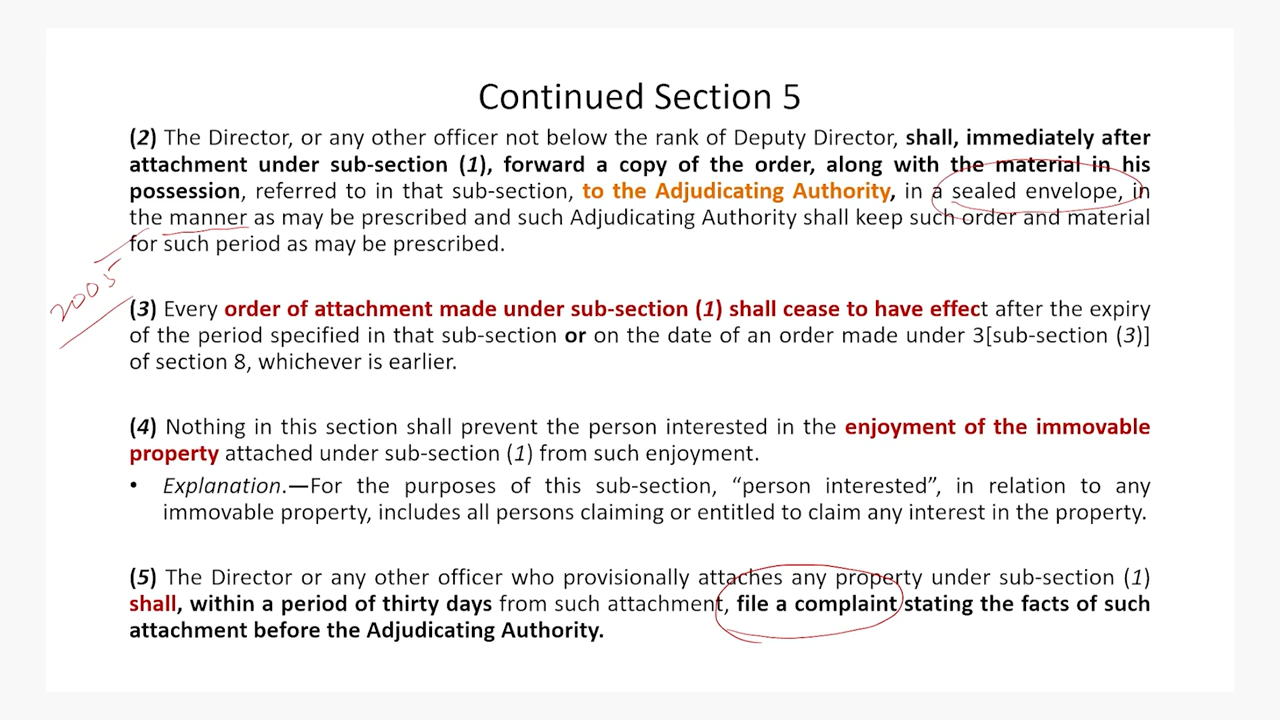 Continued Section 5
(2) The Director, or any other officer not below the rank of Deputy Director, shall, immediately after
attachment under sub-section (1), forward a copy of the order, along with the material in his
possession, referred to in that sub-section, to the Adjudicating Authority, in a sealed envelope, in
the manner as may be prescribed and such Adjudicating Authority shall keep such order and material
for such period as may be prescribed.
2005
(3) Every order of attachment made under sub-section (1) shall cease to have effect after the expiry
of the period specified in that sub-section or on the date of an order made under 3[sub-section (3)]
of section 8, whichever is earlier.
(4) Nothing in this section shall prevent the person interested in the enjoyment of the immovable
property attached under sub-section (1) from such enjoyment.
• Explanation.—For the purposes of this sub-section, “person interested”, in relation to any
immovable property, includes all persons claiming or entitled to claim any interest in the property.
(5) The Director or any other officer who provisionally attaches any property under sub-section (1)
shall, within a period of thirty days from such attachment, file a complaint stating the facts of such
attachment before the Adjudicating Authority.